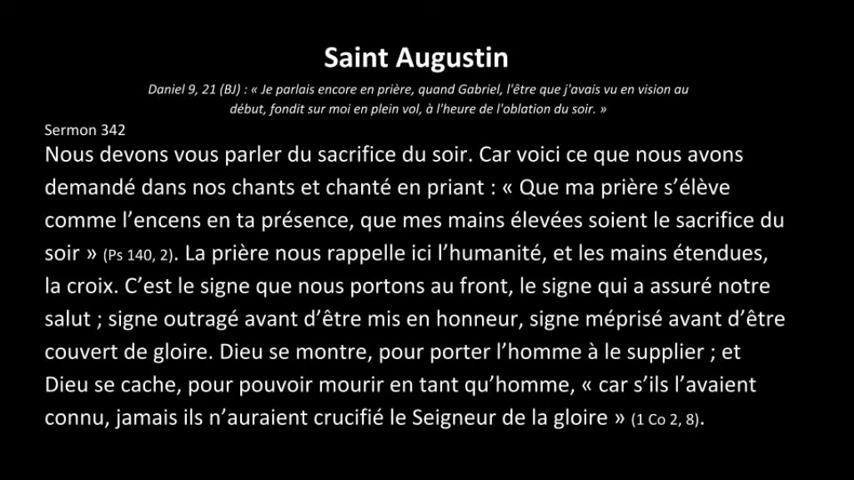 Saint Augustin
Daniel 9, 21 (BJ) : « Je parlais encore en prière, quand Gabriel, l'être que j'avais vu en vision au
début, fondit sur moi en plein vol, à l'heure de l'oblation du soir. »
Sermon 342
Nous devons vous parler du sacrifice du soir. Car voici ce que nous avons
demandé dans nos chants et chanté en priant : « Que ma prière s’élève
comme l’encens en ta présence, que mes mains élevées soient le sacrifice du
soir » (Ps 140, 2). La prière nous rappelle ici l’humanité, et les mains étendues,
la croix. C’est le signe que nous portons au front, le signe qui a assuré notre
salut ; signe outragé avant d’être mis en honneur, signe méprisé avant d’être
couvert de gloire. Dieu se montre, pour porter l’homme à le supplier ; et
Dieu se cache, pour pouvoir mourir en tant qu’homme, « car s’ils l’avaient
connu, jamais ils n’auraient crucifié le Seigneur de la gloire » (1 Co 2, 8).